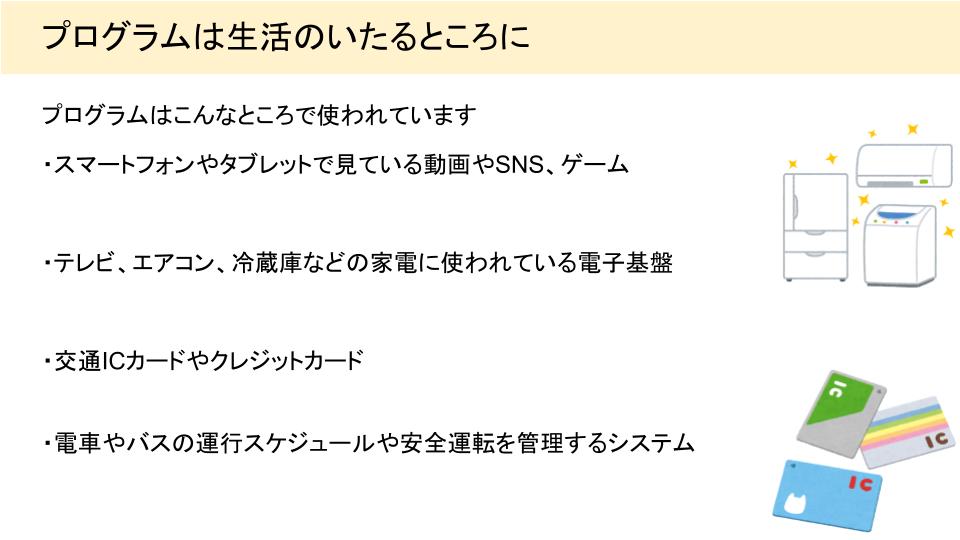 プログラムは生活のいたるところに
プログラムはこんなところで使われています
・スマートフォンやタブレットで見ている動画やSNS、ゲーム
・テレビ、エアコン、冷蔵庫などの家電に使われている電子基盤
・交通ICカードやクレジットカード
・電車やバスの運行スケジュールや安全運転を管理するシステム
IC
IC
IC